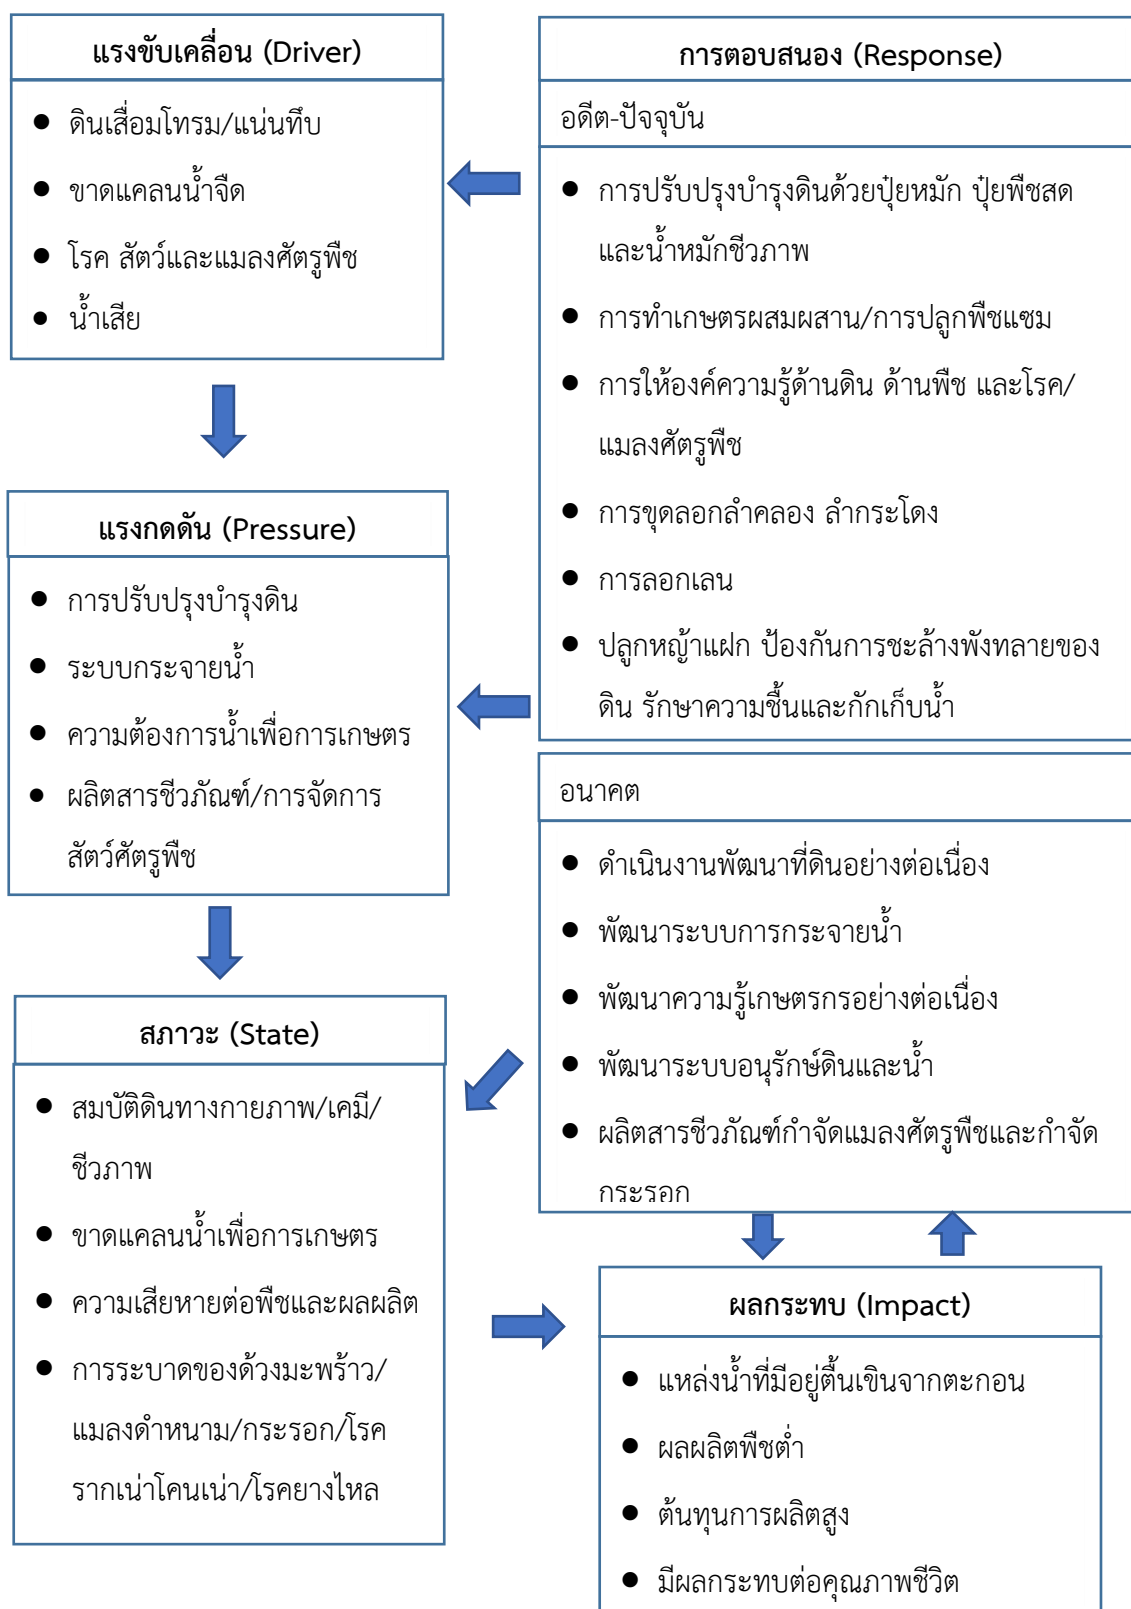 แรงขับเคลื่อน (Driver)
ดินเสื่อมโทรม/แน่นทึบ
ขาดแคลนน้ำจืด
โรค สัตว์และแมลงศัตรูพืช
น้ำเสีย
แรงกดดัน (Pressure)
การปรับปรุงบำรุงดิน
ระบบกระจายน้ำ
ความต้องการน้ำเพื่อการเกษตร
ผลิตสารชีวภัณฑ์/การจัดการ
สัตว์ศัตรูพืช
สภาวะ (State)
สมบัติดินทางกายภาพ/เคมี/
ชีวภาพ
ขาดแคลนน้ำเพื่อการเกษตร
ความเสียหายต่อพืชและผลผลิต
การระบาดของด้วงมะพร้าว/
แมลงดำหนาม/กระรอก/โรค
รากเน่าโคนเน่า/โรคยางไหล
การตอบสนอง (Response)
อดีต-ปัจจุบัน
การปรับปรุงบำรุงดินด้วยปุ๋ยหมัก ปุ๋ยพืชสด
และน้ำหมักชีวภาพ
การทำเกษตรผสมผสาน/การปลูกพืชแซม
การให้องค์ความรู้ด้านดิน ด้านพืช และโรค/
แมลงศัตรูพืช
การขุดลอกลำคลอง ลำกระโดง
การลอกเลน
ปลูกหญ้าแฝก ป้องกันการชะล้างพังทลายของ
ดิน รักษาความชื้นและกักเก็บน้ำ
อนาคต
ดำเนินงานพัฒนาที่ดินอย่างต่อเนื่อง
พัฒนาระบบการกระจายน้ำ
พัฒนาความรู้เกษตรกรอย่างต่อเนื่อง
พัฒนาระบบอนุรักษ์ดินและน้ำ
ผลิตสารชีวภัณฑ์กำจัดแมลงศัตรูพืชและกำจัด
กระรอก
ผลกระทบ (Impact)
แหล่งน้ำที่มีอยู่ตื้นเขินจากตะกอน
ผลผลิตพืชต่ำ
ต้นทุนการผลิตสูง
มีผลกระทบต่อคุณภาพชีวิต